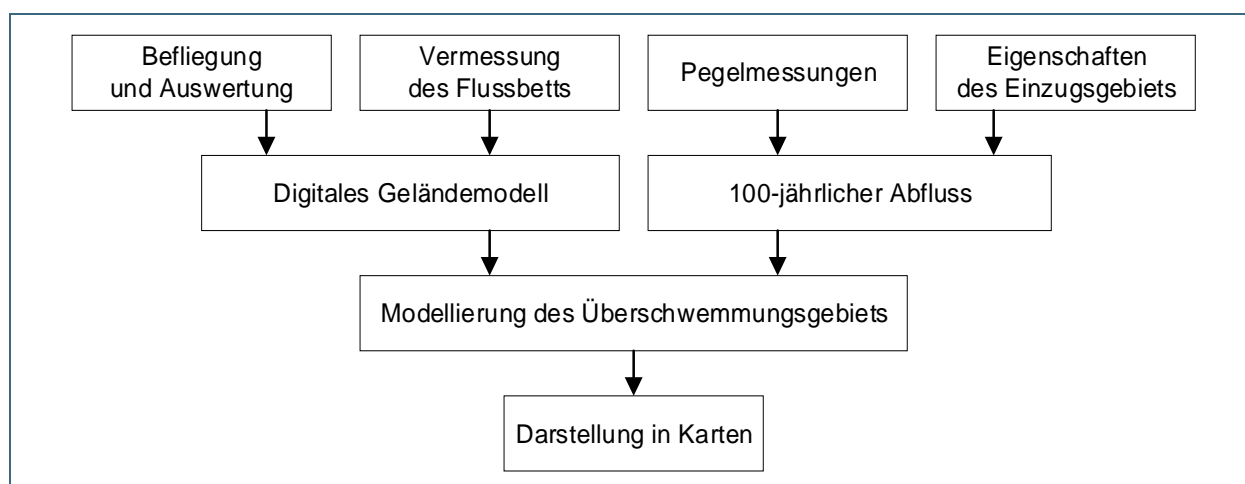 Befliegung
und Auswertung
Vermessung
des Flussbetts
Pegelmessungen
Eigenschaften
des Einzugsgebiets
Digitales Geländemodell
100-jährlicher Abfluss
Modellierung des Überschwemmungsgebiets
Darstellung in Karten